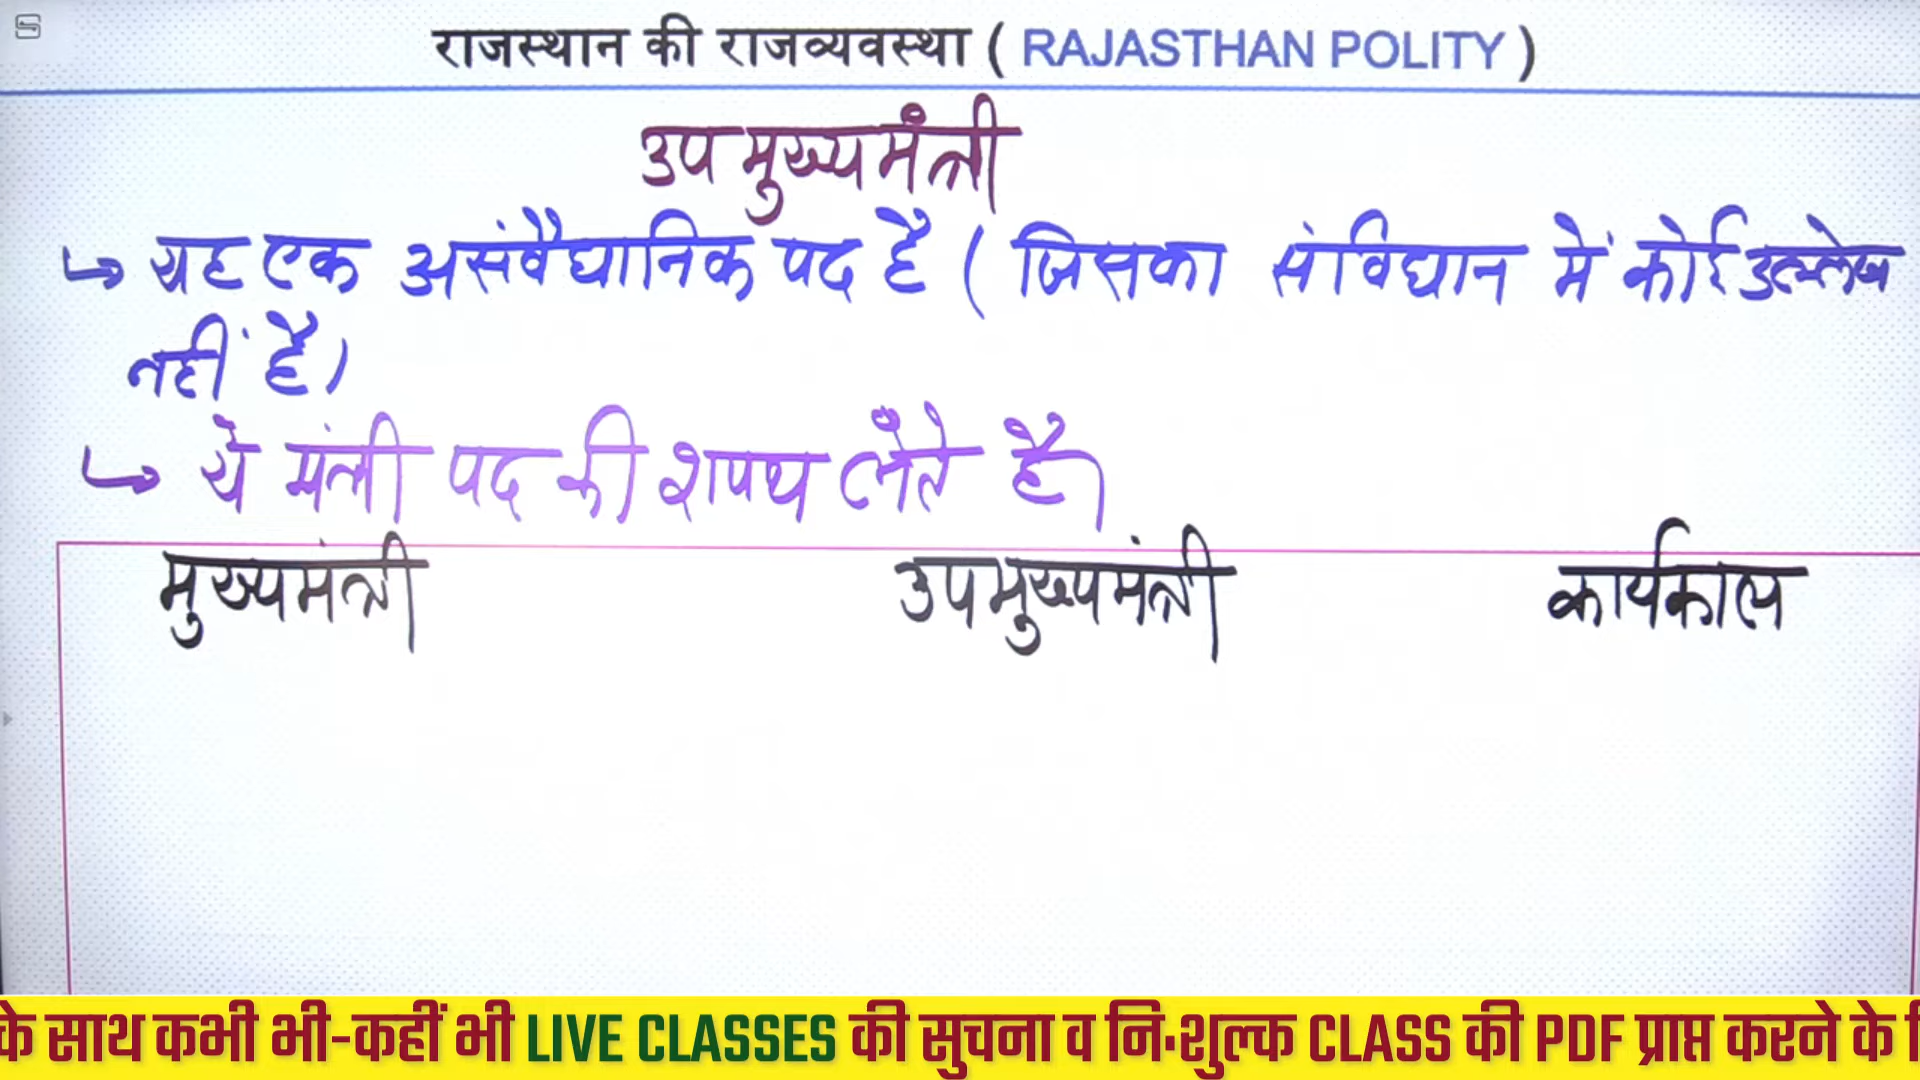 राजस्थान की राजव्यवस्था ( RAJASTHAN POLITY )
उप मुख्यमंत्री
↳ यह एक असंवैधानिक पद है ( जिसका संविधान में कोई उल्लेख
नहीं है)
↳ ये मंत्री पद की शपथ लेते है।
मुख्यमंत्री उपमुख्यमंत्री कार्यकाल
के साथ कभी भी-कहीं भी LIVE CLASSES की सुचना व नि:शुल्क CLASS की PDF प्राप्त करने के